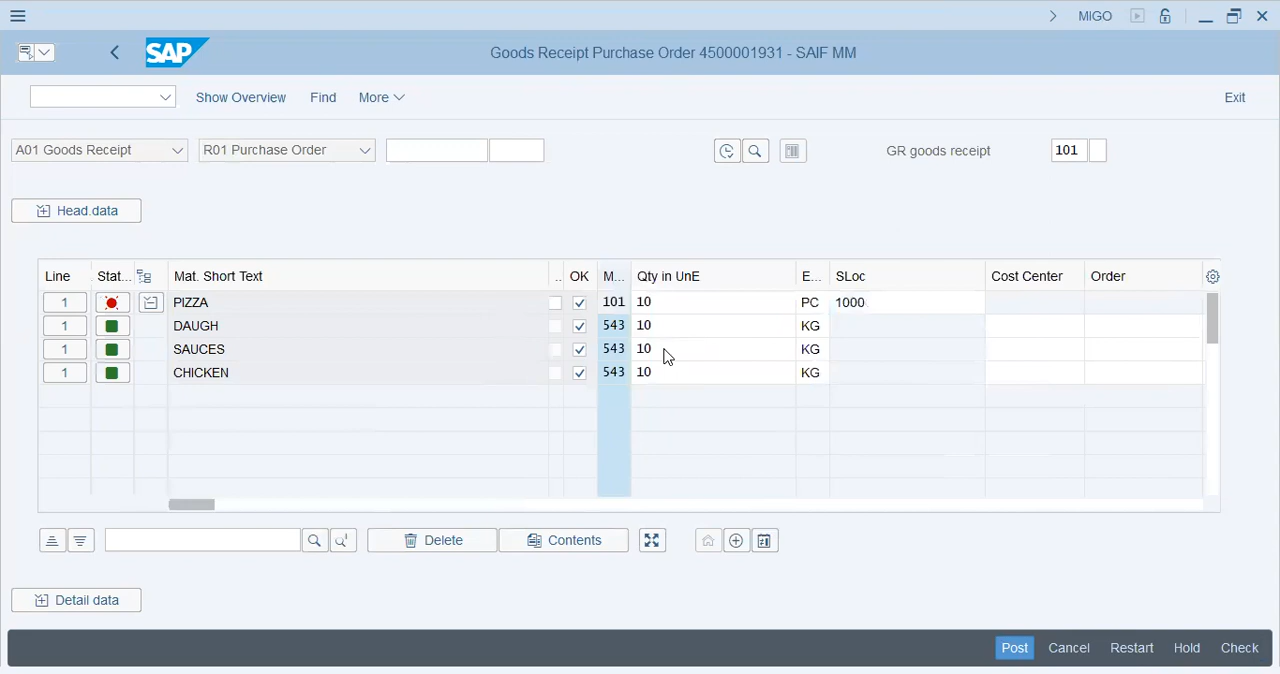 MIGO
SAP
Goods Receipt Purchase Order 4500001931 - SAIF MM
Show Overview Find More Exit
A01 Goods Receipt R01 Purchase Order GR goods receipt 101
Head.data
Line Stat... Mat. Short Text .. OK M... Qty in UnE E... SLoc Cost Center Order
1 PIZZA 101 10 PC 1000
1 DAUGH 543 10 KG
1 SAUCES 543 10 KG
1 CHICKEN 543 10 KG
Delete Contents
Detail data
Post Cancel Restart Hold Check